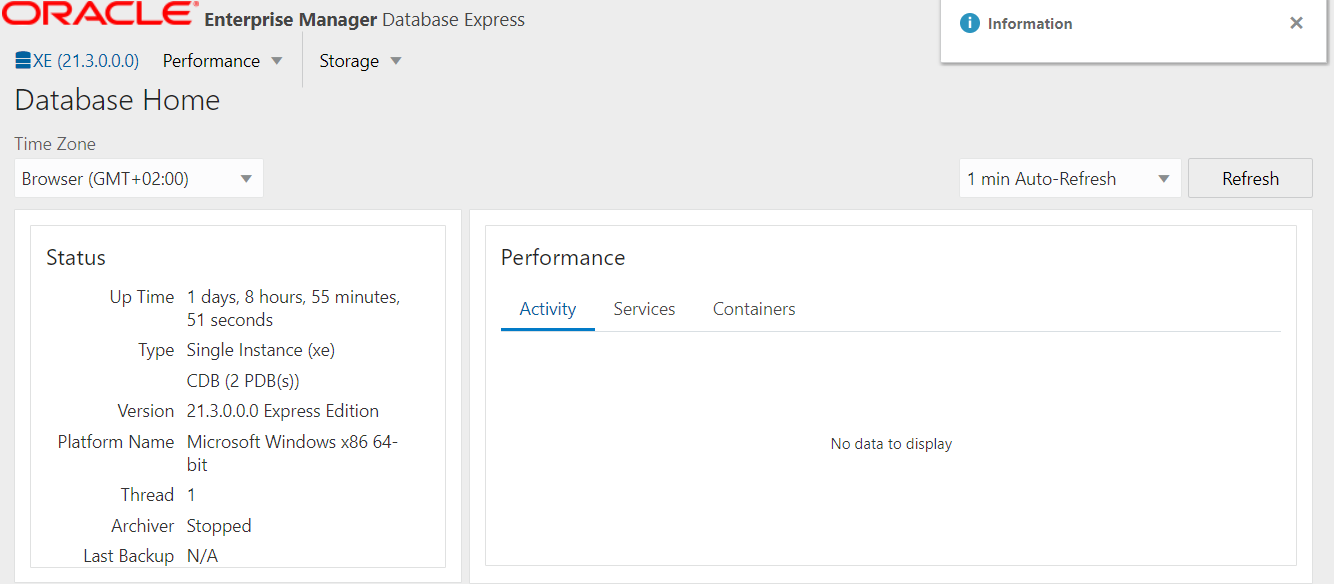 ORACLE Enterprise Manager Database Express
Information
XE (21.3.0.0.0) Performance Storage
Database Home
Time Zone
Browser (GMT+02:00)
1 min Auto-Refresh
Refresh
Status
Up Time 1 days, 8 hours, 55 minutes,
51 seconds
Type Single Instance (xe)
CDB (2 PDB(s))
Version 21.3.0.0.0 Express Edition
Platform Name Microsoft Windows x86 64-
bit
Thread 1
Archiver Stopped
Last Backup N/A
Performance
Activity Services Containers
No data to display